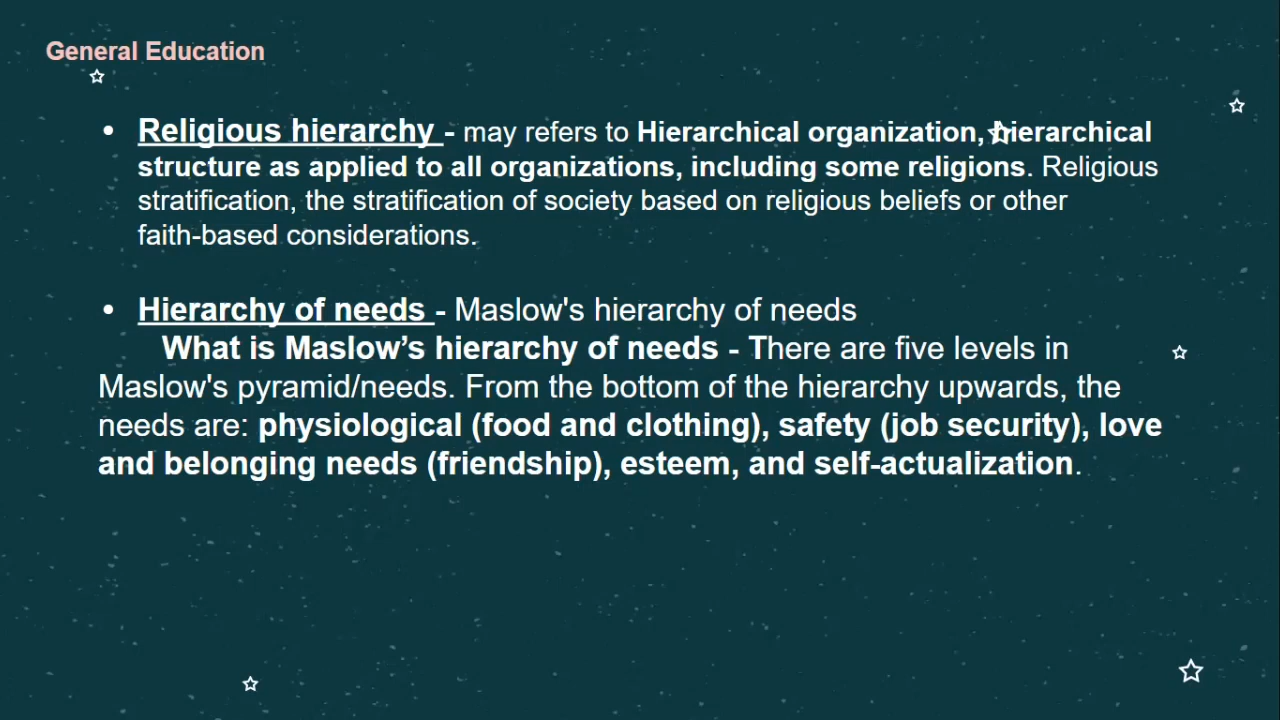 General Education
• Religious hierarchy - may refers to Hierarchical organization, hierarchical
structure as applied to all organizations, including some religions. Religious
stratification, the stratification of society based on religious beliefs or other
faith-based considerations.
• Hierarchy of needs - Maslow's hierarchy of needs
What is Maslow’s hierarchy of needs - There are five levels in
Maslow's pyramid/needs. From the bottom of the hierarchy upwards, the
needs are: physiological (food and clothing), safety (job security), love
and belonging needs (friendship), esteem, and self-actualization.